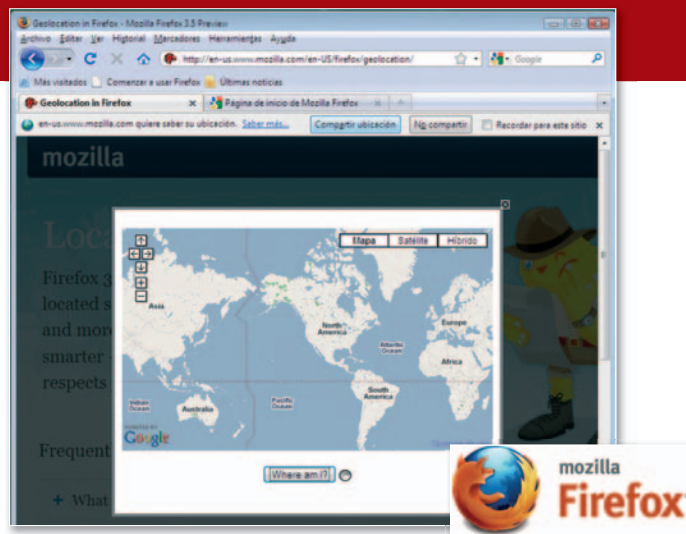 Geolocation in Firefox - Mozilla Firefox 3.5 Preview
Archivo Editar Ver Historial Marcadores Herramientas Ayuda
http://en-us.www.mozilla.com/en-US/firefox/geolocation/ Google
Más visitados Comenzar a usar Firefox Últimas noticias
Geolocation in Firefox Página de inicio de Mozilla Firefox
en-us.www.mozilla.com quiere saber su ubicación. Saber más... Compartir ubicación No compartir Recordar para este sitio
mozilla
Loca
Firefox 3
located s
and more
smarter
respects
Mapa Satélite Híbrido
Asia
North America
Europe
Atlantic Ocean
Africa
South America
Indian Ocean
Australia
Pacific Ocean
POWERED BY
Google
Frequent
Where am I?
+ What
mozilla
Firefox